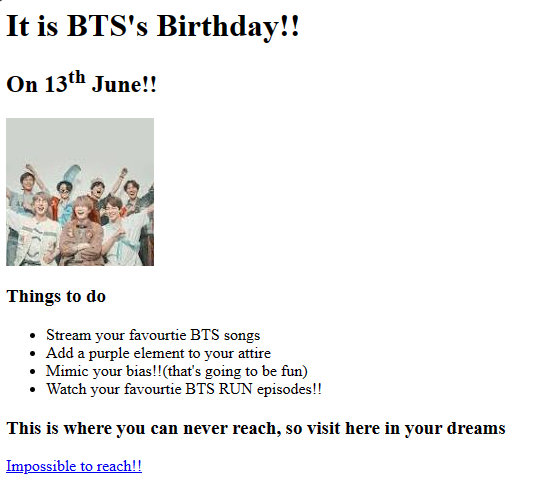 It is BTS's Birthday!!
On 13th June!!
Things to do
Stream your favourtie BTS songs
Add a purple element to your attire
Mimic your bias!!(that's going to be fun)
Watch your favourtie BTS RUN episodes!!
This is where you can never reach, so visit here in your dreams
Impossible to reach!!